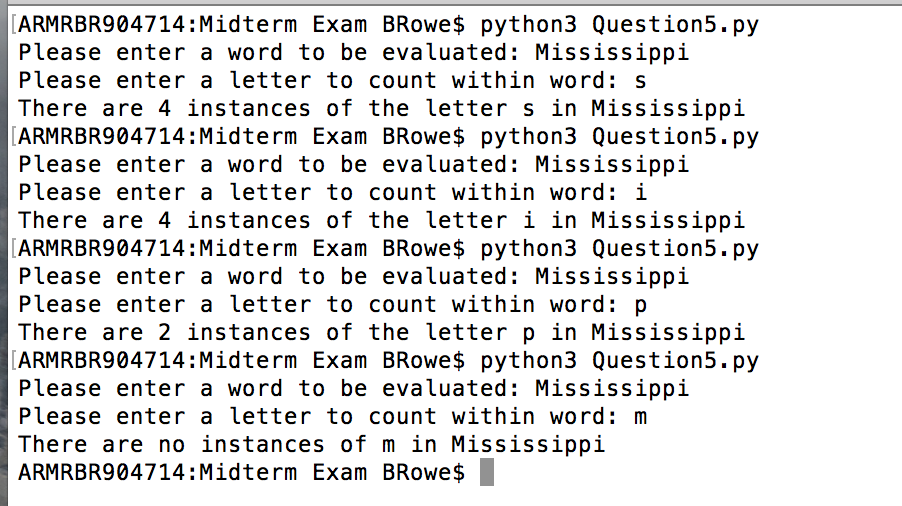 [ARMRBR904714:Midterm Exam BRowe$ python3 Question5.py
Please enter a word to be evaluated: Mississippi
Please enter a letter to count within word: s
There are 4 instances of the letter s in Mississippi
[ARMRBR904714:Midterm Exam BRowe$ python3 Question5.py
Please enter a word to be evaluated: Mississippi
Please enter a letter to count within word: i
There are 4 instances of the letter i in Mississippi
[ARMRBR904714:Midterm Exam BRowe$ python3 Question5.py
Please enter a word to be evaluated: Mississippi
Please enter a letter to count within word: p
There are 2 instances of the letter p in Mississippi
[ARMRBR904714:Midterm Exam BRowe$ python3 Question5.py
Please enter a word to be evaluated: Mississippi
Please enter a letter to count within word: m
There are no instances of m in Mississippi
ARMRBR904714:Midterm Exam BRowe$